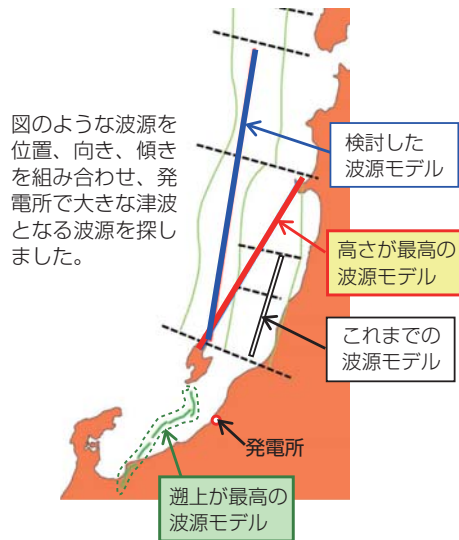 図のような波源を
位置、向き、傾き
を組み合わせ、発
電所で大きな津波
となる波源を探し
ました。
検討した
波源モデル
高さが最高の
波源モデル
これまでの
波源モデル
発電所
遡上が最高の
波源モデル